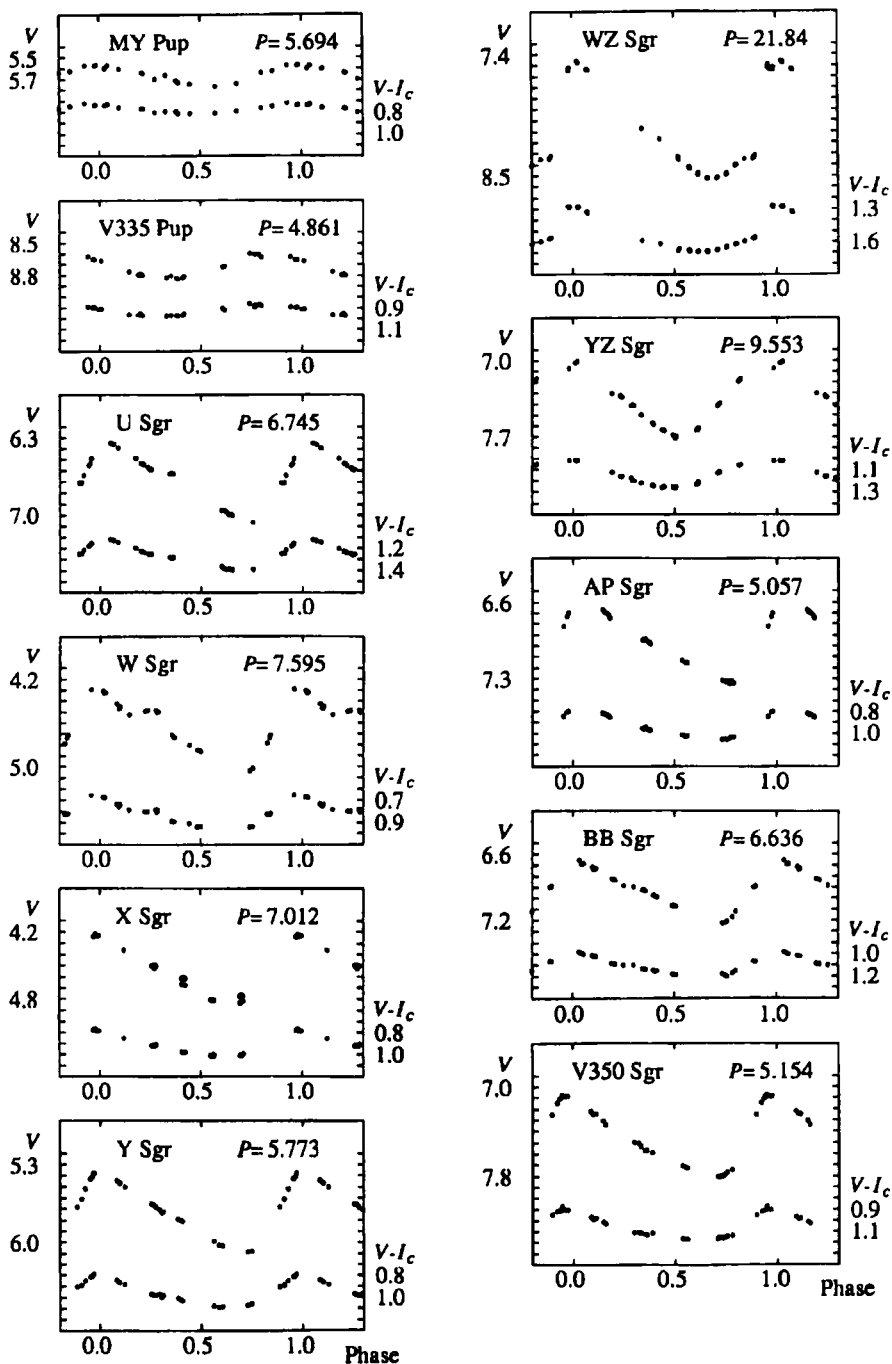 V
MY Pup P= 5.694
5.5
5.7
V-Ic
0.8
1.0
0.0 0.5 1.0
V
V335 Pup P= 4.861
8.5
8.8
V-Ic
0.9
1.1
0.0 0.5 1.0
V
U Sgr P= 6.745
6.3
7.0
V-Ic
1.2
1.4
0.0 0.5 1.0
V
W Sgr P= 7.595
4.2
5.0
V-Ic
0.7
0.9
0.0 0.5 1.0
V
X Sgr P= 7.012
4.2
4.8
V-Ic
0.8
1.0
0.0 0.5 1.0
V
Y Sgr P= 5.773
5.3
6.0
V-Ic
0.8
1.0
0.0 0.5 1.0
Phase
V
WZ Sgr P= 21.84
7.4
8.5
V-Ic
1.3
1.6
0.0 0.5 1.0
V
YZ Sgr P= 9.553
7.0
7.7
V-Ic
1.1
1.3
0.0 0.5 1.0
V
AP Sgr P= 5.057
6.6
7.3
V-Ic
0.8
1.0
0.0 0.5 1.0
V
BB Sgr P= 6.636
6.6
7.2
V-Ic
1.0
1.2
0.0 0.5 1.0
V
V350 Sgr P= 5.154
7.0
7.8
V-Ic
0.9
1.1
0.0 0.5 1.0
Phase